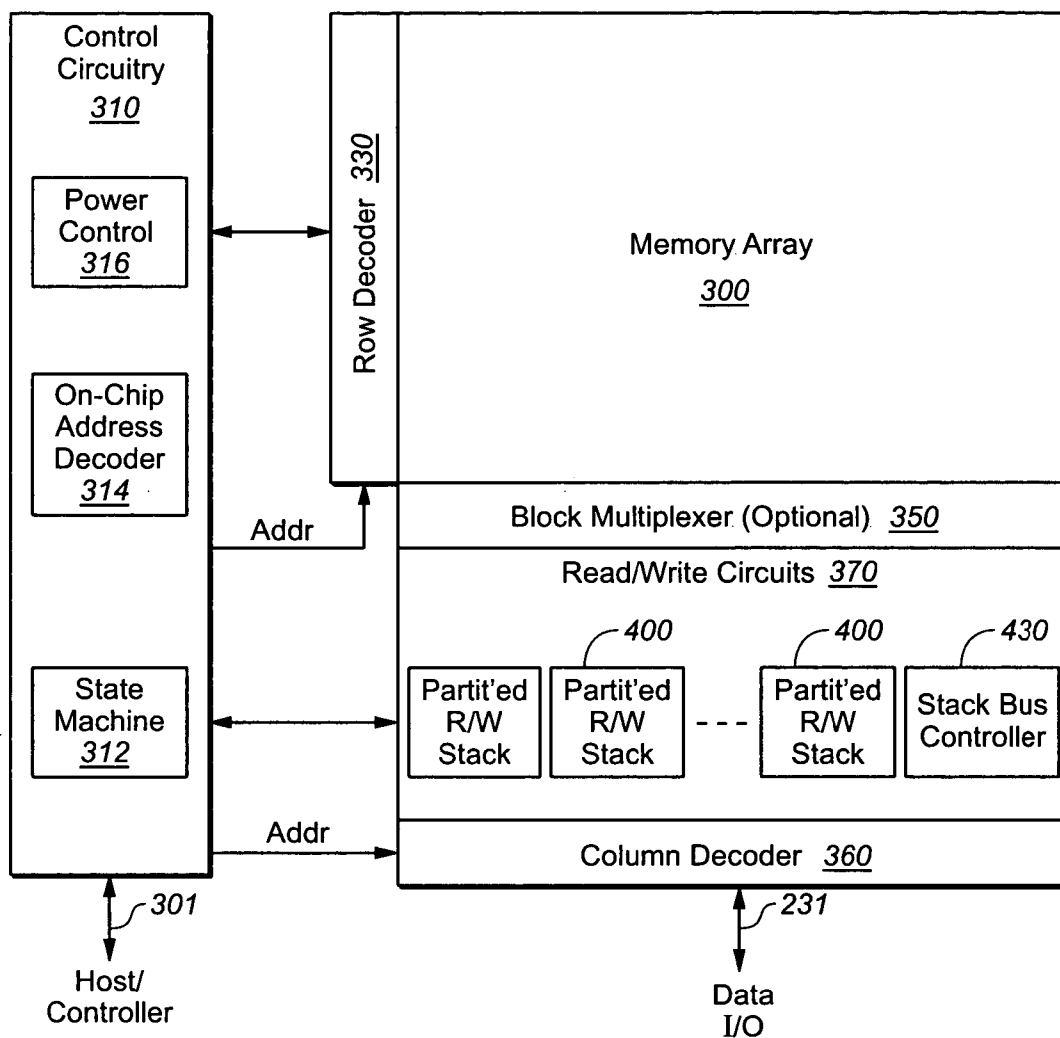 Control
Circuitry
310
Power
Control
316
On-Chip
Address
Decoder
314
State
Machine
312
Addr
Addr
301
Host/
Controller
Row Decoder 330
Memory Array
300
Block Multiplexer (Optional) 350
Read/Write Circuits 370
400
400
430
Partit'ed
R/W
Stack
Partit'ed
R/W
Stack
Partit'ed
R/W
Stack
Stack Bus
Controller
Column Decoder 360
231
Data
I/O